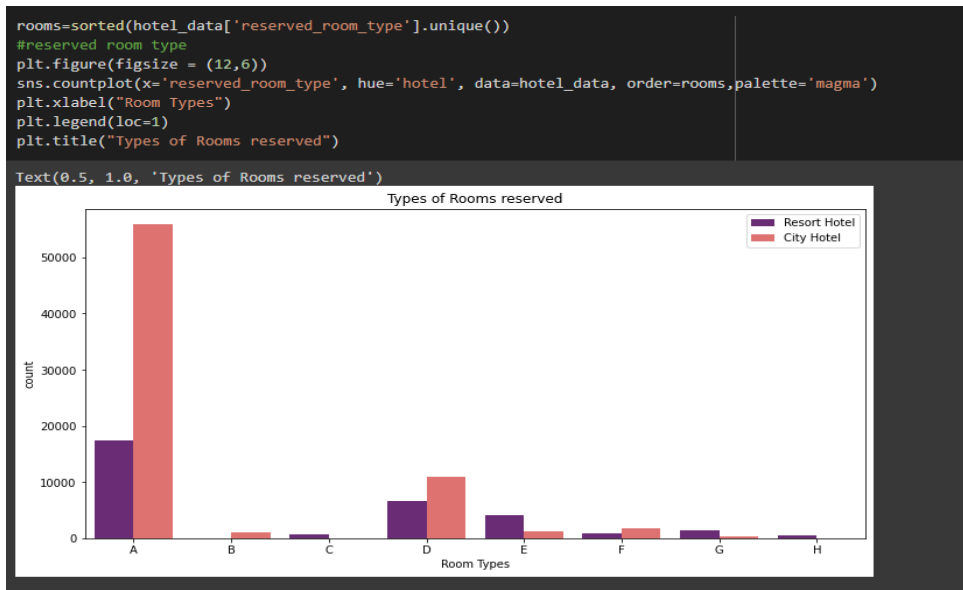 rooms=sorted(hotel_data['reserved_room_type'].unique())
#reserved room type
plt.figure(figsize = (12,6))
sns.countplot(x='reserved_room_type', hue='hotel', data=hotel_data, order=rooms,palette='magma')
plt.xlabel("Room Types")
plt.legend(loc=1)
plt.title("Types of Rooms reserved")
Text(0.5, 1.0, 'Types of Rooms reserved')
Types of Rooms reserved
Resort Hotel
City Hotel
50000
40000
30000
20000
10000
0
count
A B C D E F G H
Room Types